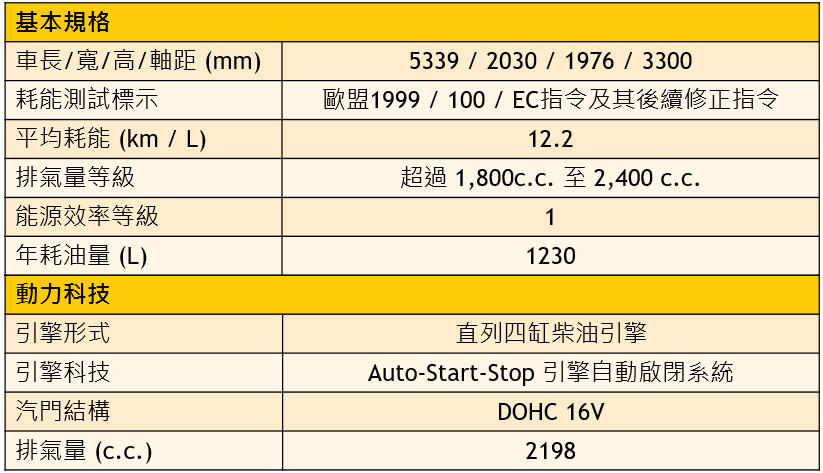 基本規格
車長/寬/高/軸距 (mm) 5339 / 2030 / 1976 / 3300
耗能測試標示 歐盟1999 / 100 / EC指令及其後續修正指令
平均耗能 (km / L) 12.2
排氣量等級 超過 1,800c.c. 至 2,400 c.c.
能源效率等級 1
年耗油量 (L) 1230
動力科技
引擎形式 直列四缸柴油引擎
引擎科技 Auto-Start-Stop 引擎自動啟閉系統
汽門結構 DOHC 16V
排氣量 (c.c.) 2198